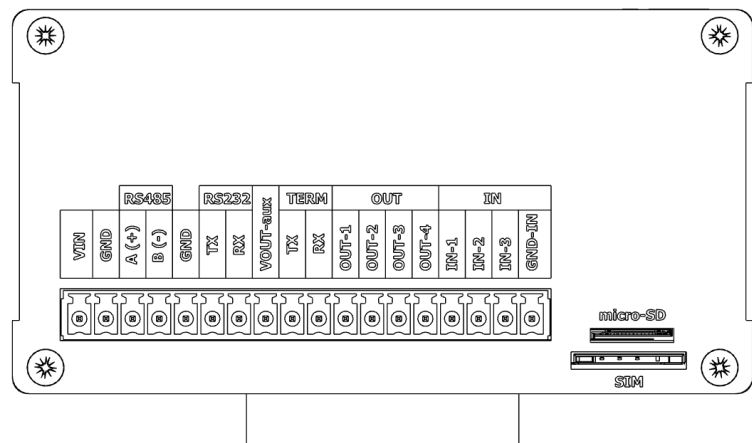 RS485 RS232 TERM OUT IN
VIN GND A (+) B (-) GND TX RX VOUT-aux TX RX OUT-1 OUT-2 OUT-3 OUT-4 IN-1 IN-2 IN-3 GND-IN
micro-SD
SIM